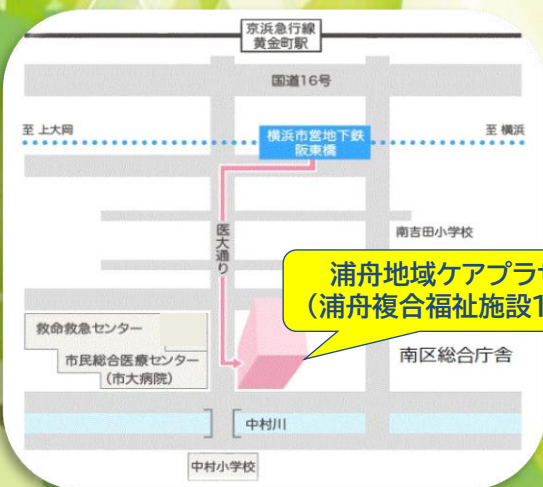 京浜急行線
黄金町駅
国道16号
至 上大岡
横浜市営地下鉄
阪東橋
至 横浜
医大通り
南吉田小学校
浦舟地域ケアプラ
(浦舟複合福祉施設1
救命救急センター
市民総合医療センター
(市大病院)
南区総合庁舎
中村川
中村小学校